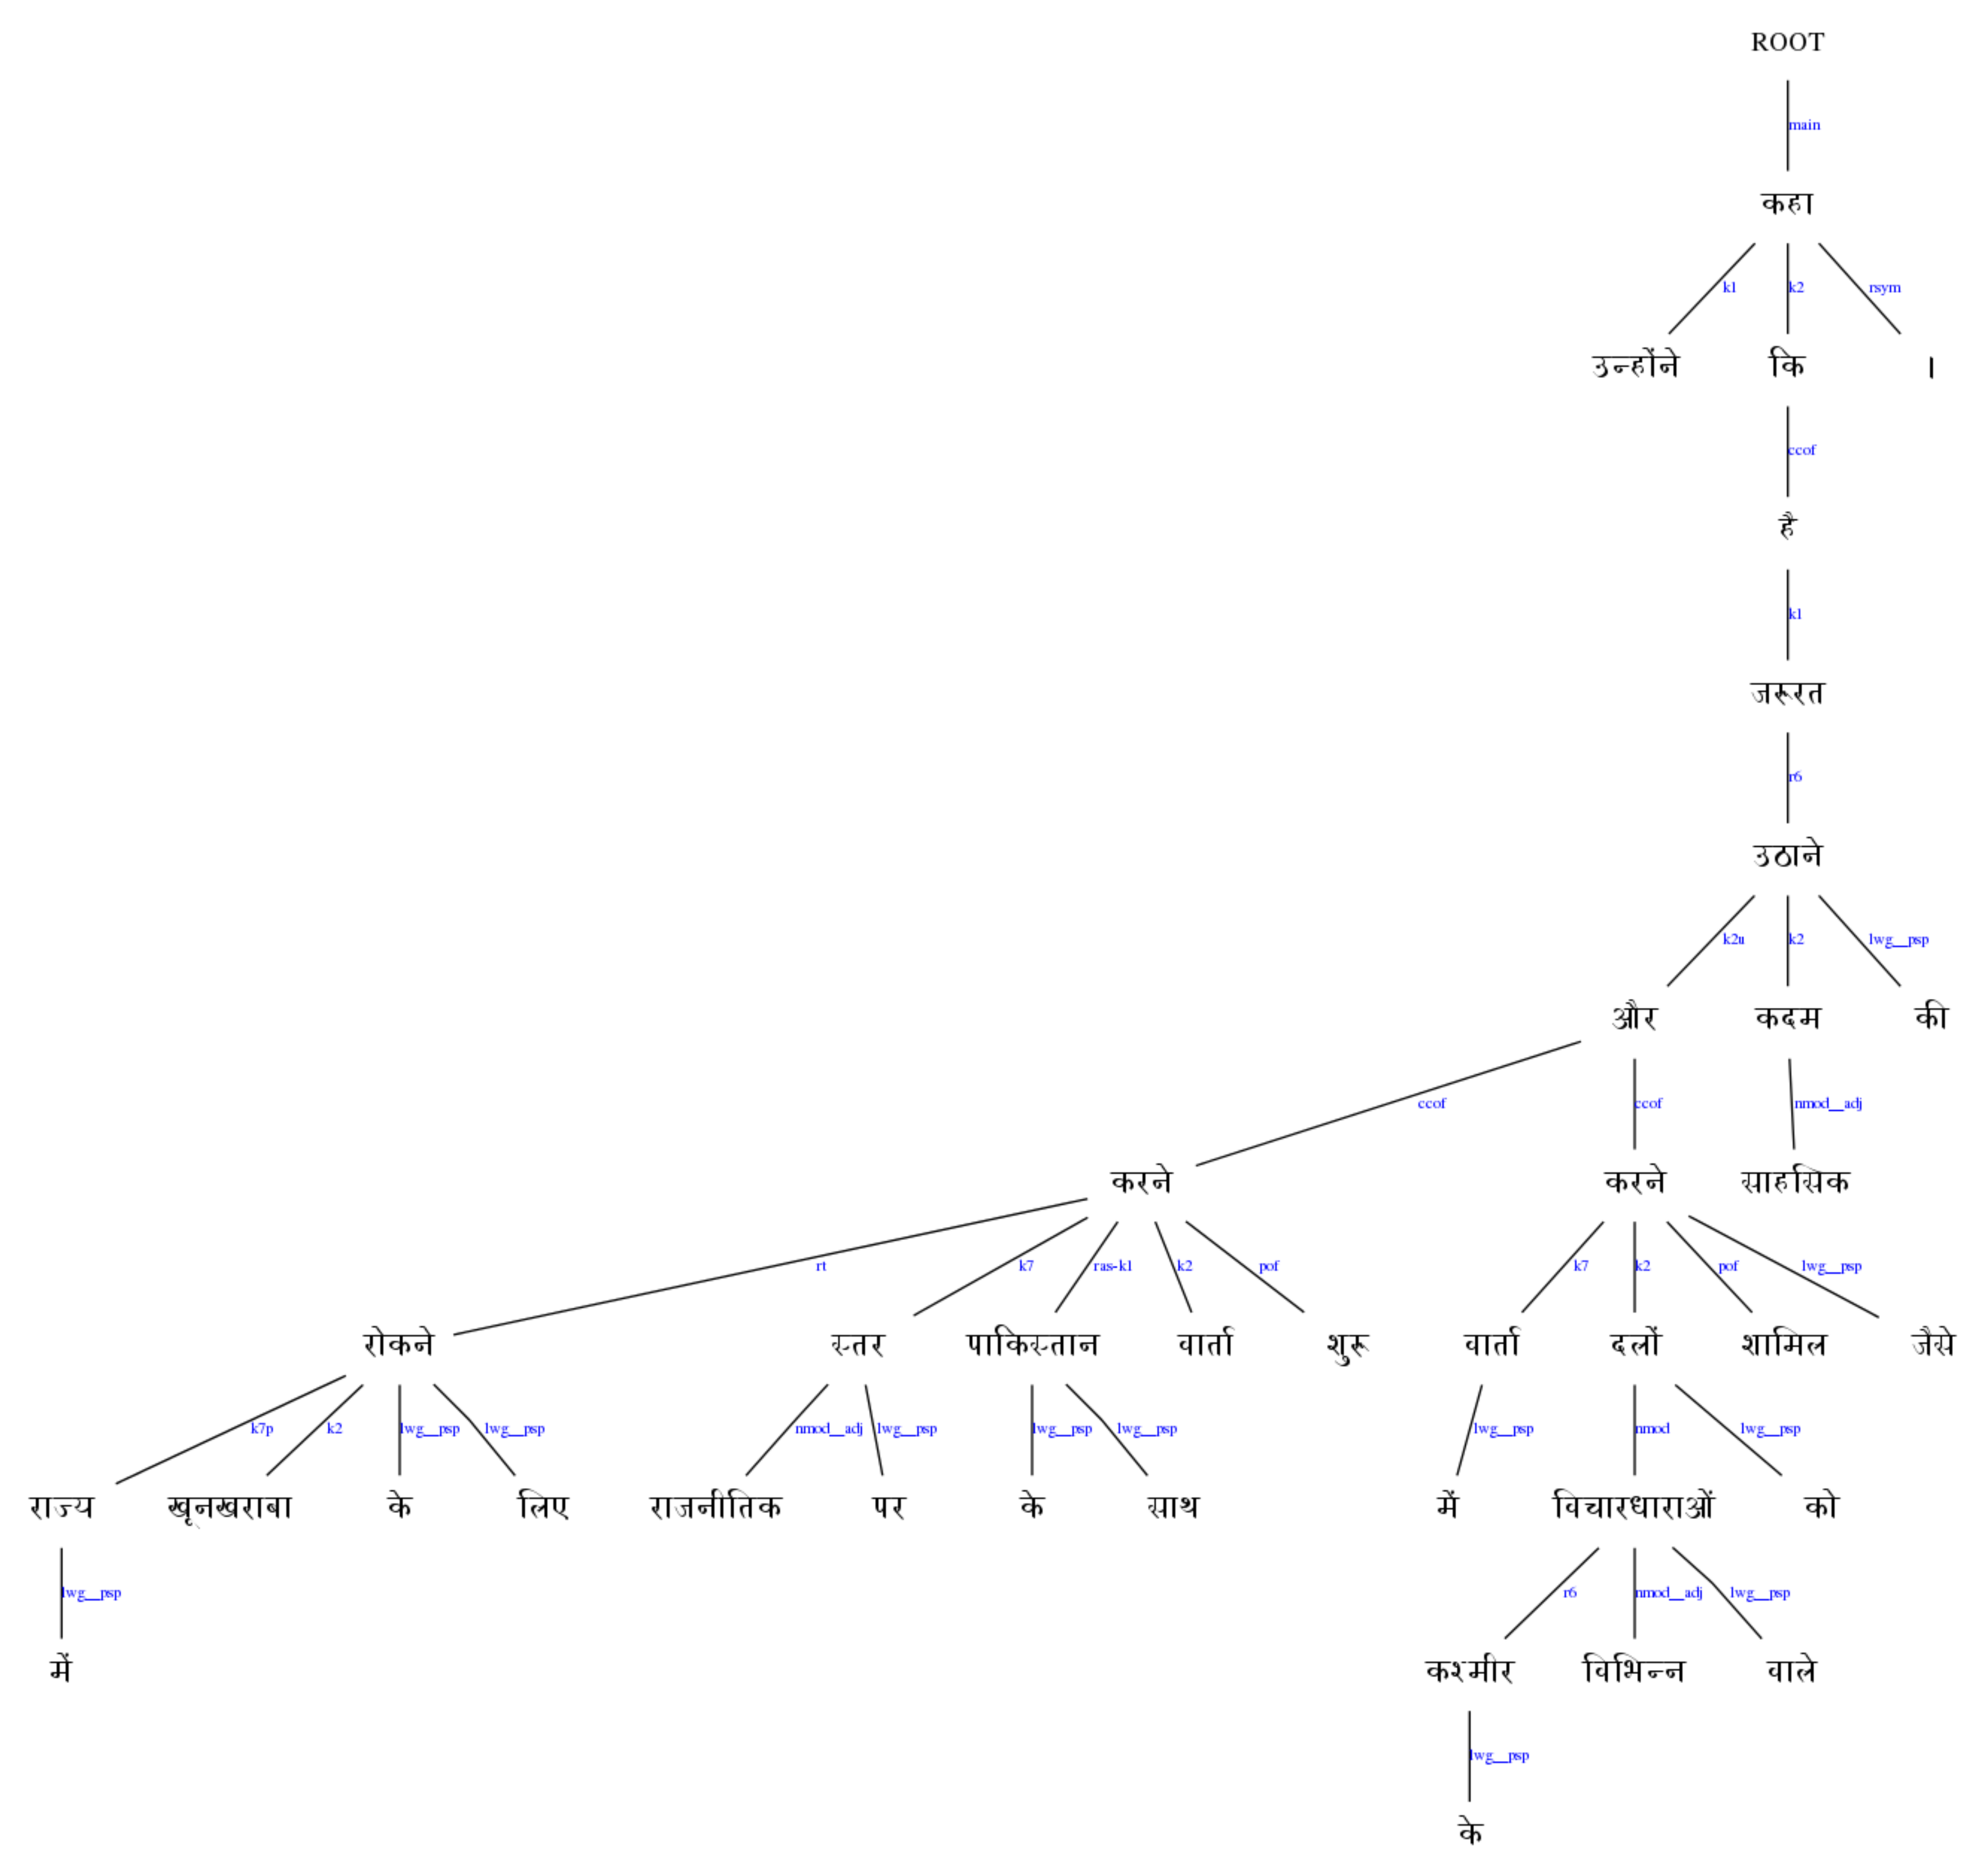 ROOT
main
कहा
k1 k2 rsym
उन्होंने कि ।
ccof
है
k1
जरूरत
r6
उठाने
k2u k2 lwg__psp
और कदम की
ccof ccof nmod__adj
करने करने साहसिक
rt k7 ras-k1 k2 pof k7 k2 pof lwg__psp
रोकने स्तर पाकिस्तान वार्ता शुरू वार्ता दलों शामिल जैसे
k7p k2 lwg__psp lwg__psp nmod__adj lwg__psp lwg__psp lwg__psp lwg__psp nmod lwg__psp
राज्य खूनखराबा के लिए राजनीतिक पर के साथ में विचारधाराओं को
lwg__psp r6 nmod__adj lwg__psp
में कश्मीर विभिन्न वाले
lwg__psp
के